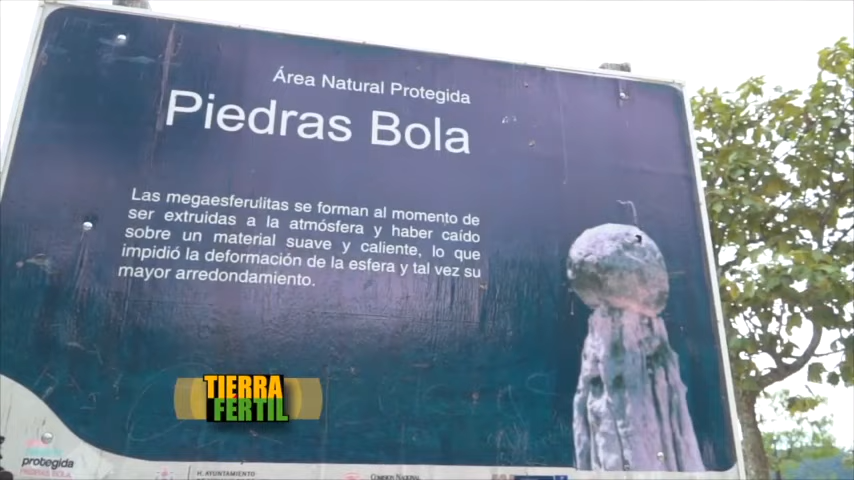 Área Natural Protegida
Piedras Bola
Las megaesferulitas se forman al momento de
ser extruidas a la atmósfera y haber caído
sobre un material suave y caliente, lo que
impidió la deformación de la esfera y tal vez su
mayor arredondamiento.
TIERRA
FERTIL
protegida
PIEDRAS BOLA
H. AYUNTAMIENTO
COMISIÓN NACIONAL